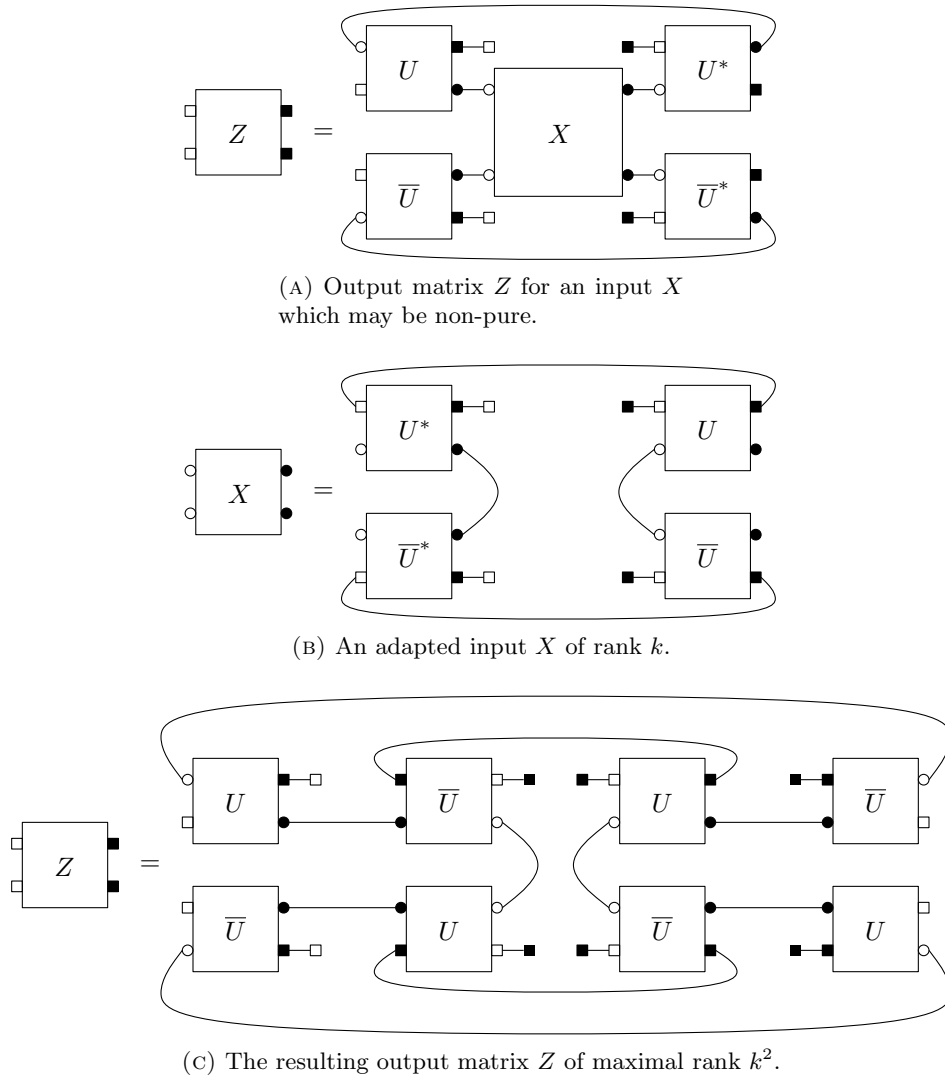 U U*
Z = X
U̅ U̅*
(A) Output matrix Z for an input X
which may be non-pure.
U* U
X =
U̅* U̅
(B) An adapted input X of rank k.
U U̅ U U̅
Z =
U̅ U U̅ U
(C) The resulting output matrix Z of maximal rank k².